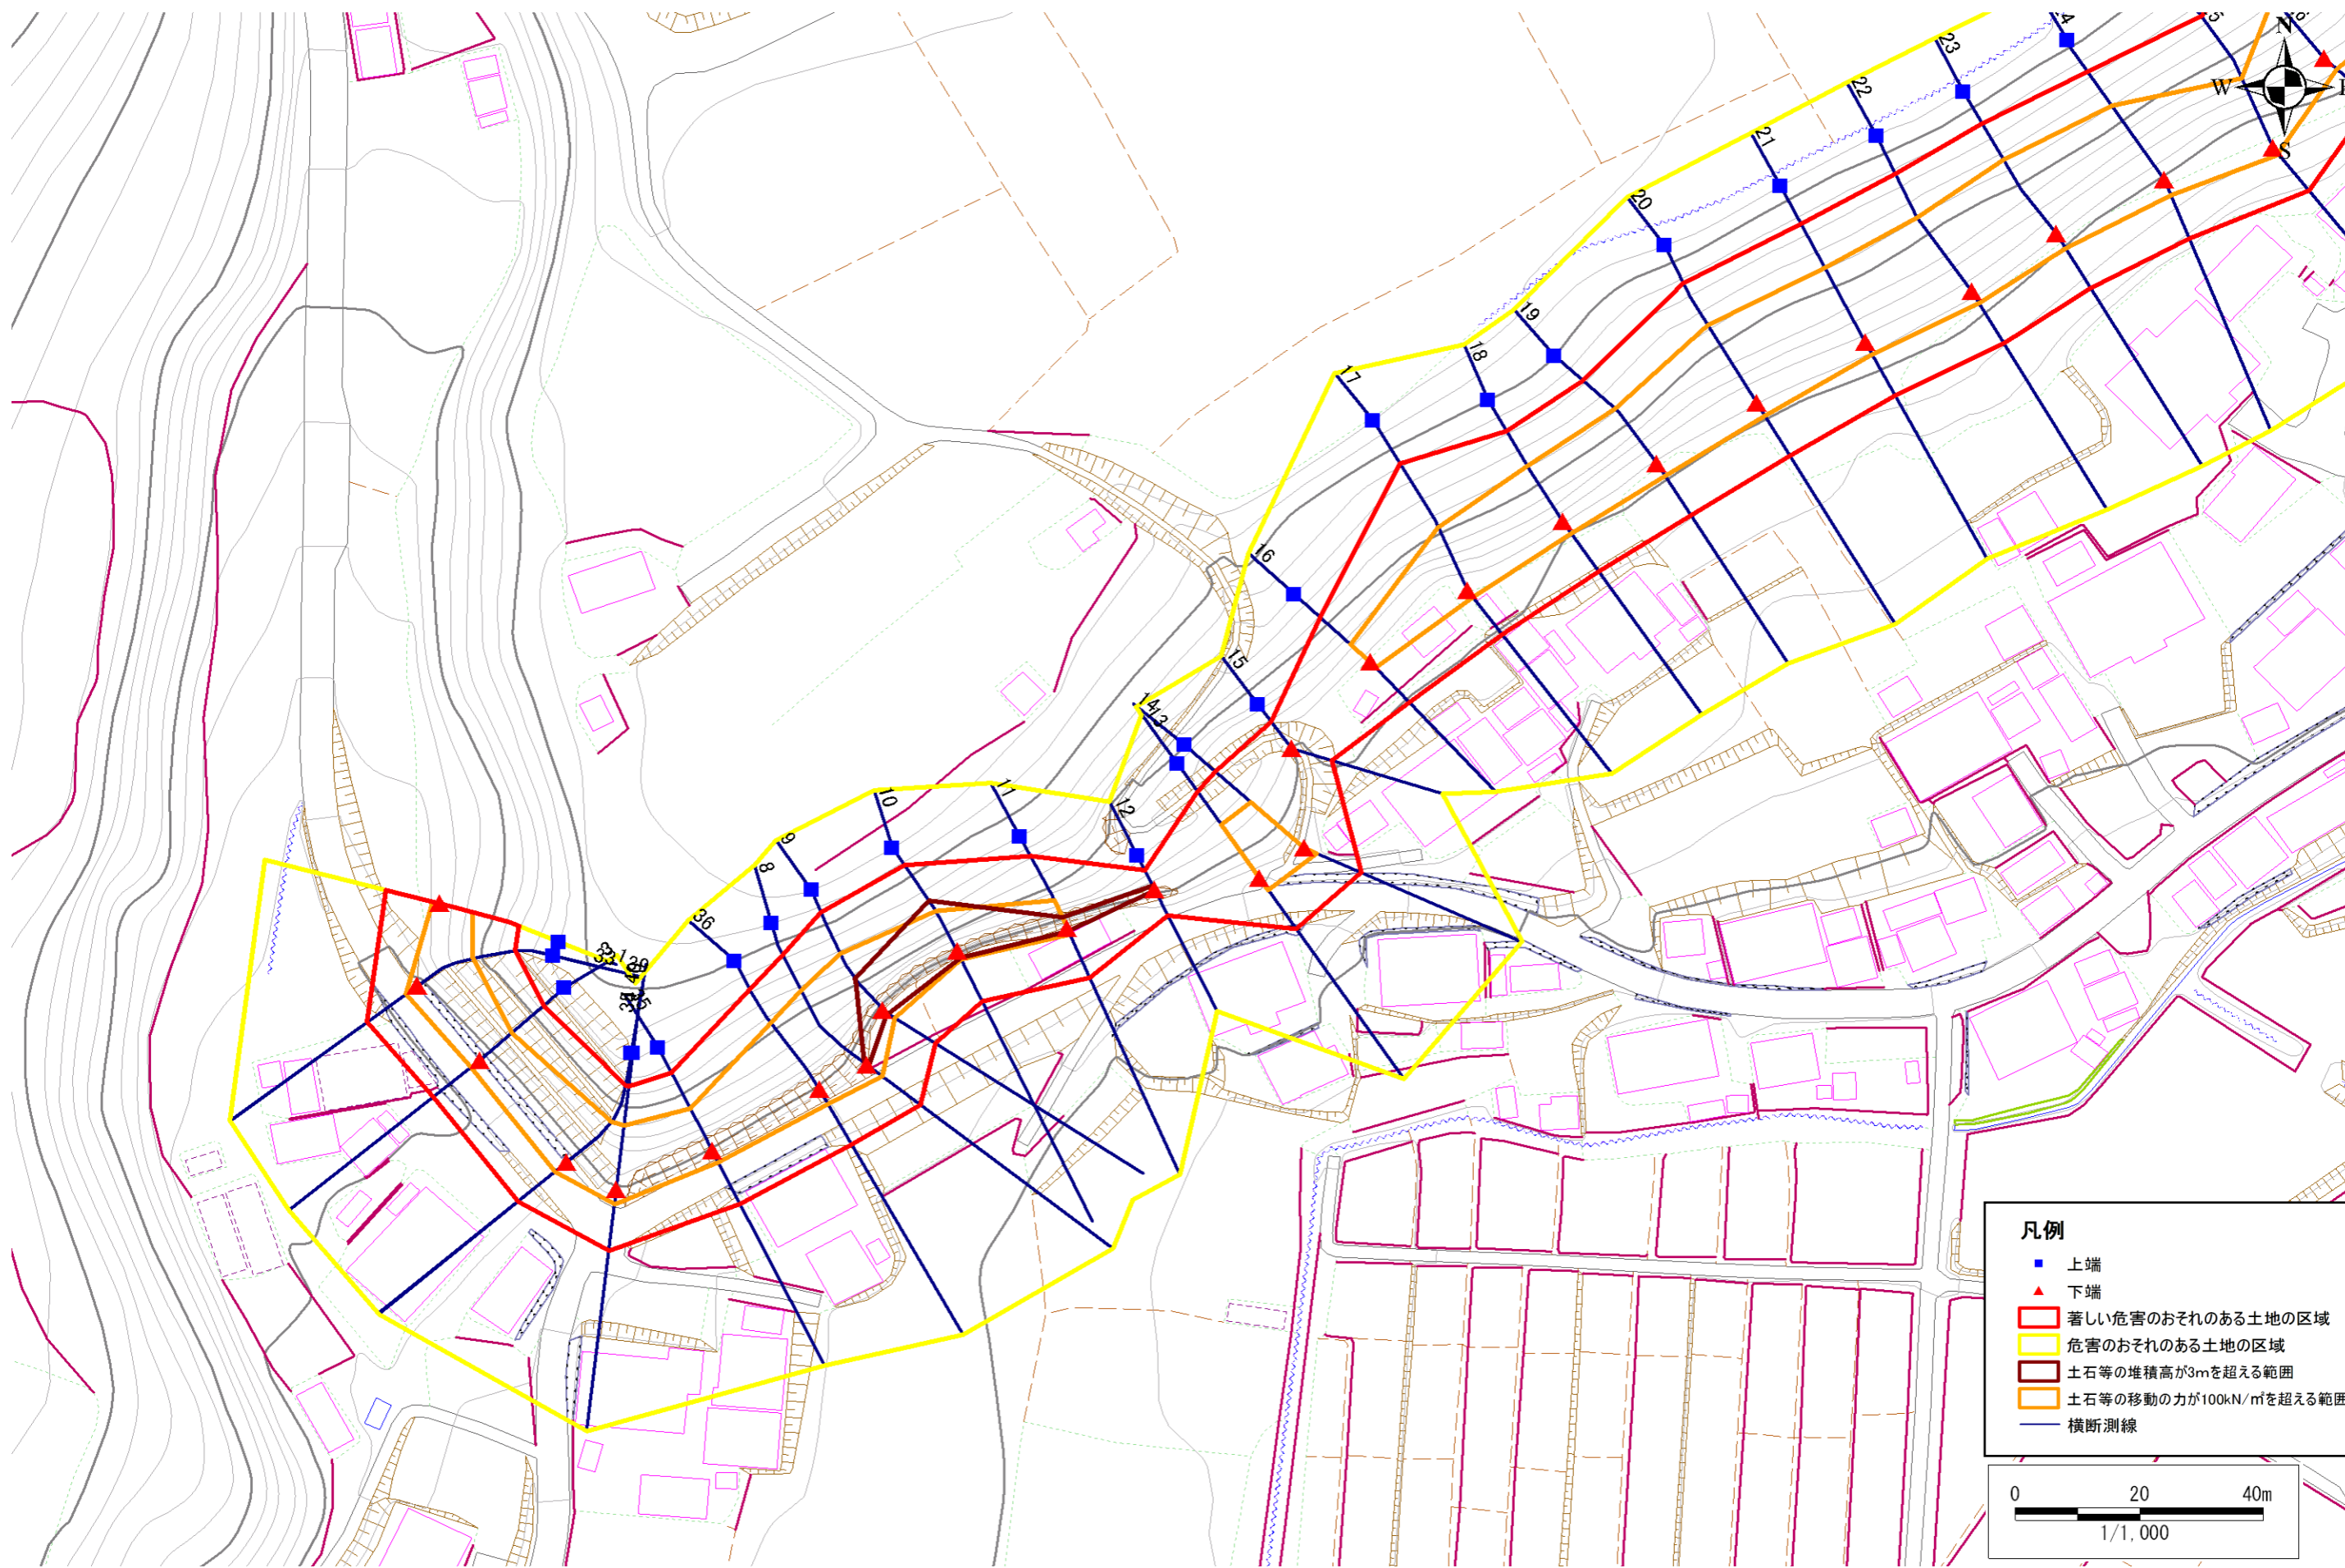 N
W
S
23
22
21
20
19
18
17
16
15
14
13
12
11
10
9
8
36
凡例
上端
下端
著しい危害のおそれのある土地の区域
危害のおそれのある土地の区域
土石等の堆積高が3mを超える範囲
土石等の移動の力が100kN/㎡を超える範囲
横断測線
0 20 40m
1/1,000